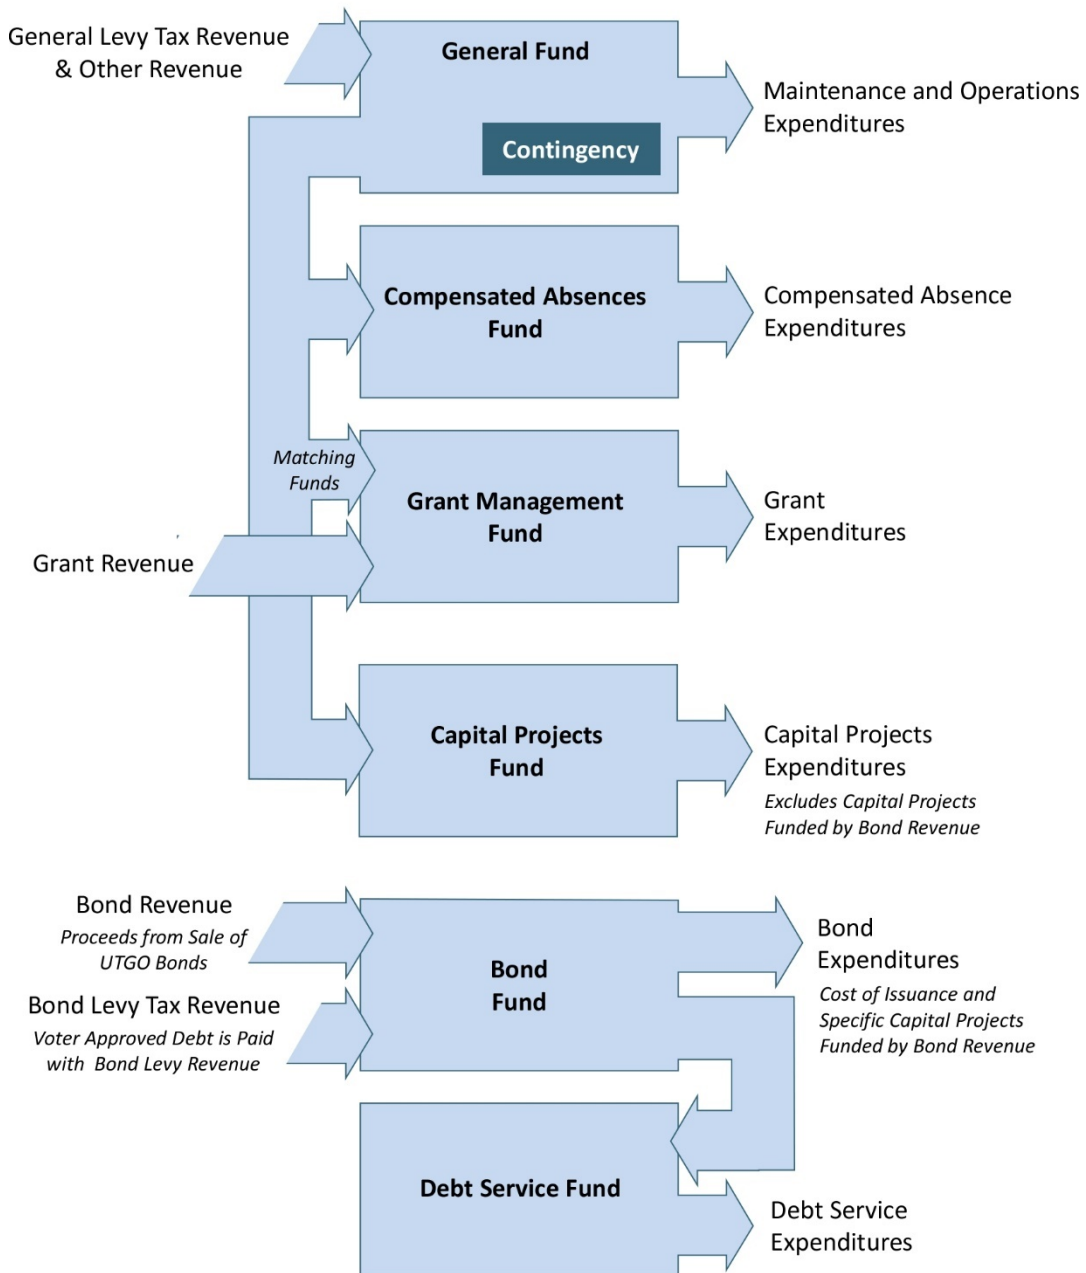 General Levy Tax Revenue
& Other Revenue
General Fund
Contingency
Maintenance and Operations
Expenditures
Compensated Absences
Fund
Compensated Absence
Expenditures
Matching
Funds
Grant Management
Fund
Grant
Expenditures
Grant Revenue
Capital Projects
Fund
Capital Projects
Expenditures
Excludes Capital Projects
Funded by Bond Revenue
Bond Revenue
Proceeds from Sale of
UTGO Bonds
Bond Levy Tax Revenue
Voter Approved Debt is Paid
with Bond Levy Revenue
Bond
Fund
Bond
Expenditures
Cost of Issuance and
Specific Capital Projects
Funded by Bond Revenue
Debt Service Fund
Debt Service
Expenditures